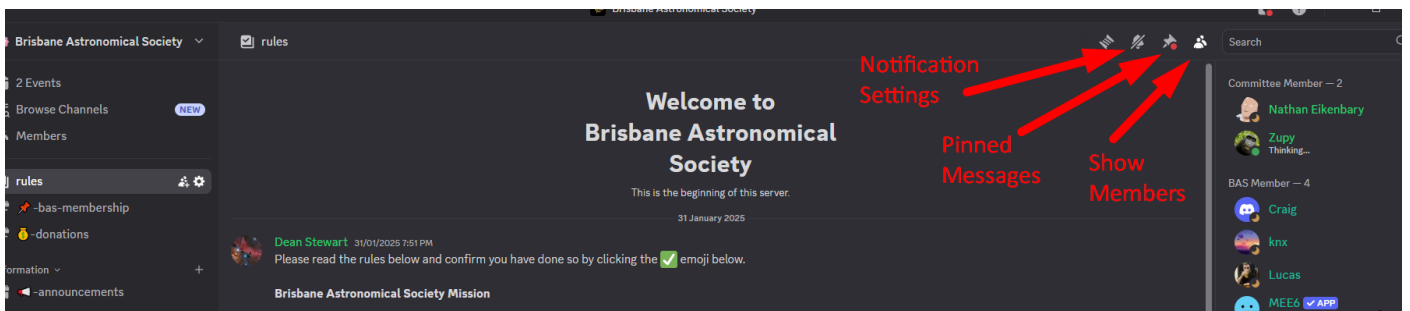 Brisbane Astronomical Society
Brisbane Astronomical Society
rules
Search
2 Events
Browse Channels NEW
Members
rules
-bas-membership
-donations
-announcements
Welcome to
Brisbane Astronomical
Society
This is the beginning of this server.
31 January 2025
Dean Stewart 31/01/2025 7:51 PM
Please read the rules below and confirm you have done so by clicking the ✅ emoji below.
Brisbane Astronomical Society Mission
Notification
Settings
Pinned
Messages
Show
Members
Committee Member — 2
Nathan Eikenbary
Zupy
Thinking...
BAS Member — 4
Craig
knx
Lucas
MEE6 ✓ APP